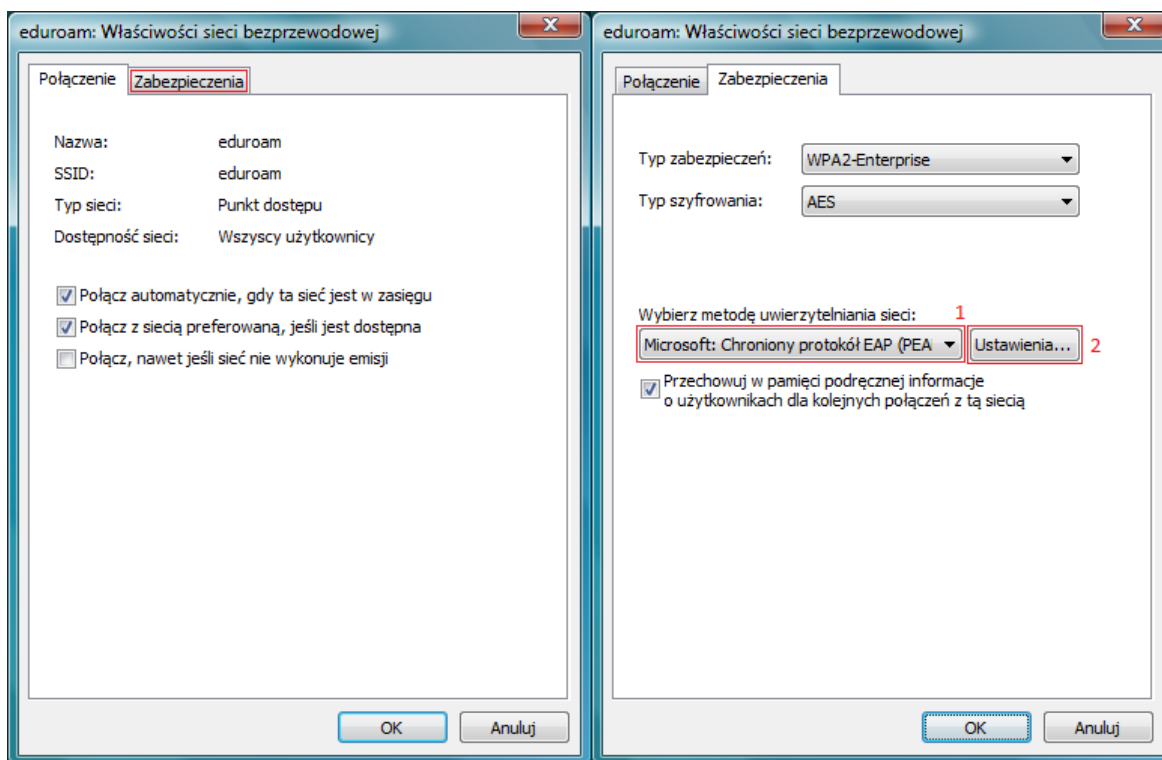 eduroam: Właściwości sieci bezprzewodowej
Połączenie
Zabezpieczenia
Nazwa: eduroam
SSID: eduroam
Typ sieci: Punkt dostępu
Dostępność sieci: Wszyscy użytkownicy
Połącz automatycznie, gdy ta sieć jest w zasięgu
Połącz z siecią preferowaną, jeśli jest dostępna
Połącz, nawet jeśli sieć nie wykonuje emisji
OK Anuluj
eduroam: Właściwości sieci bezprzewodowej
Połączenie
Zabezpieczenia
Typ zabezpieczeń: WPA2-Enterprise
Typ szyfrowania: AES
Wybierz metodę uwierzytelniania sieci: 1
Microsoft: Chroniony protokół EAP (PEA Ustawienia... 2
Przechowuj w pamięci podręcznej informacje
o użytkownikach dla kolejnych połączeń z tą siecią
OK Anuluj